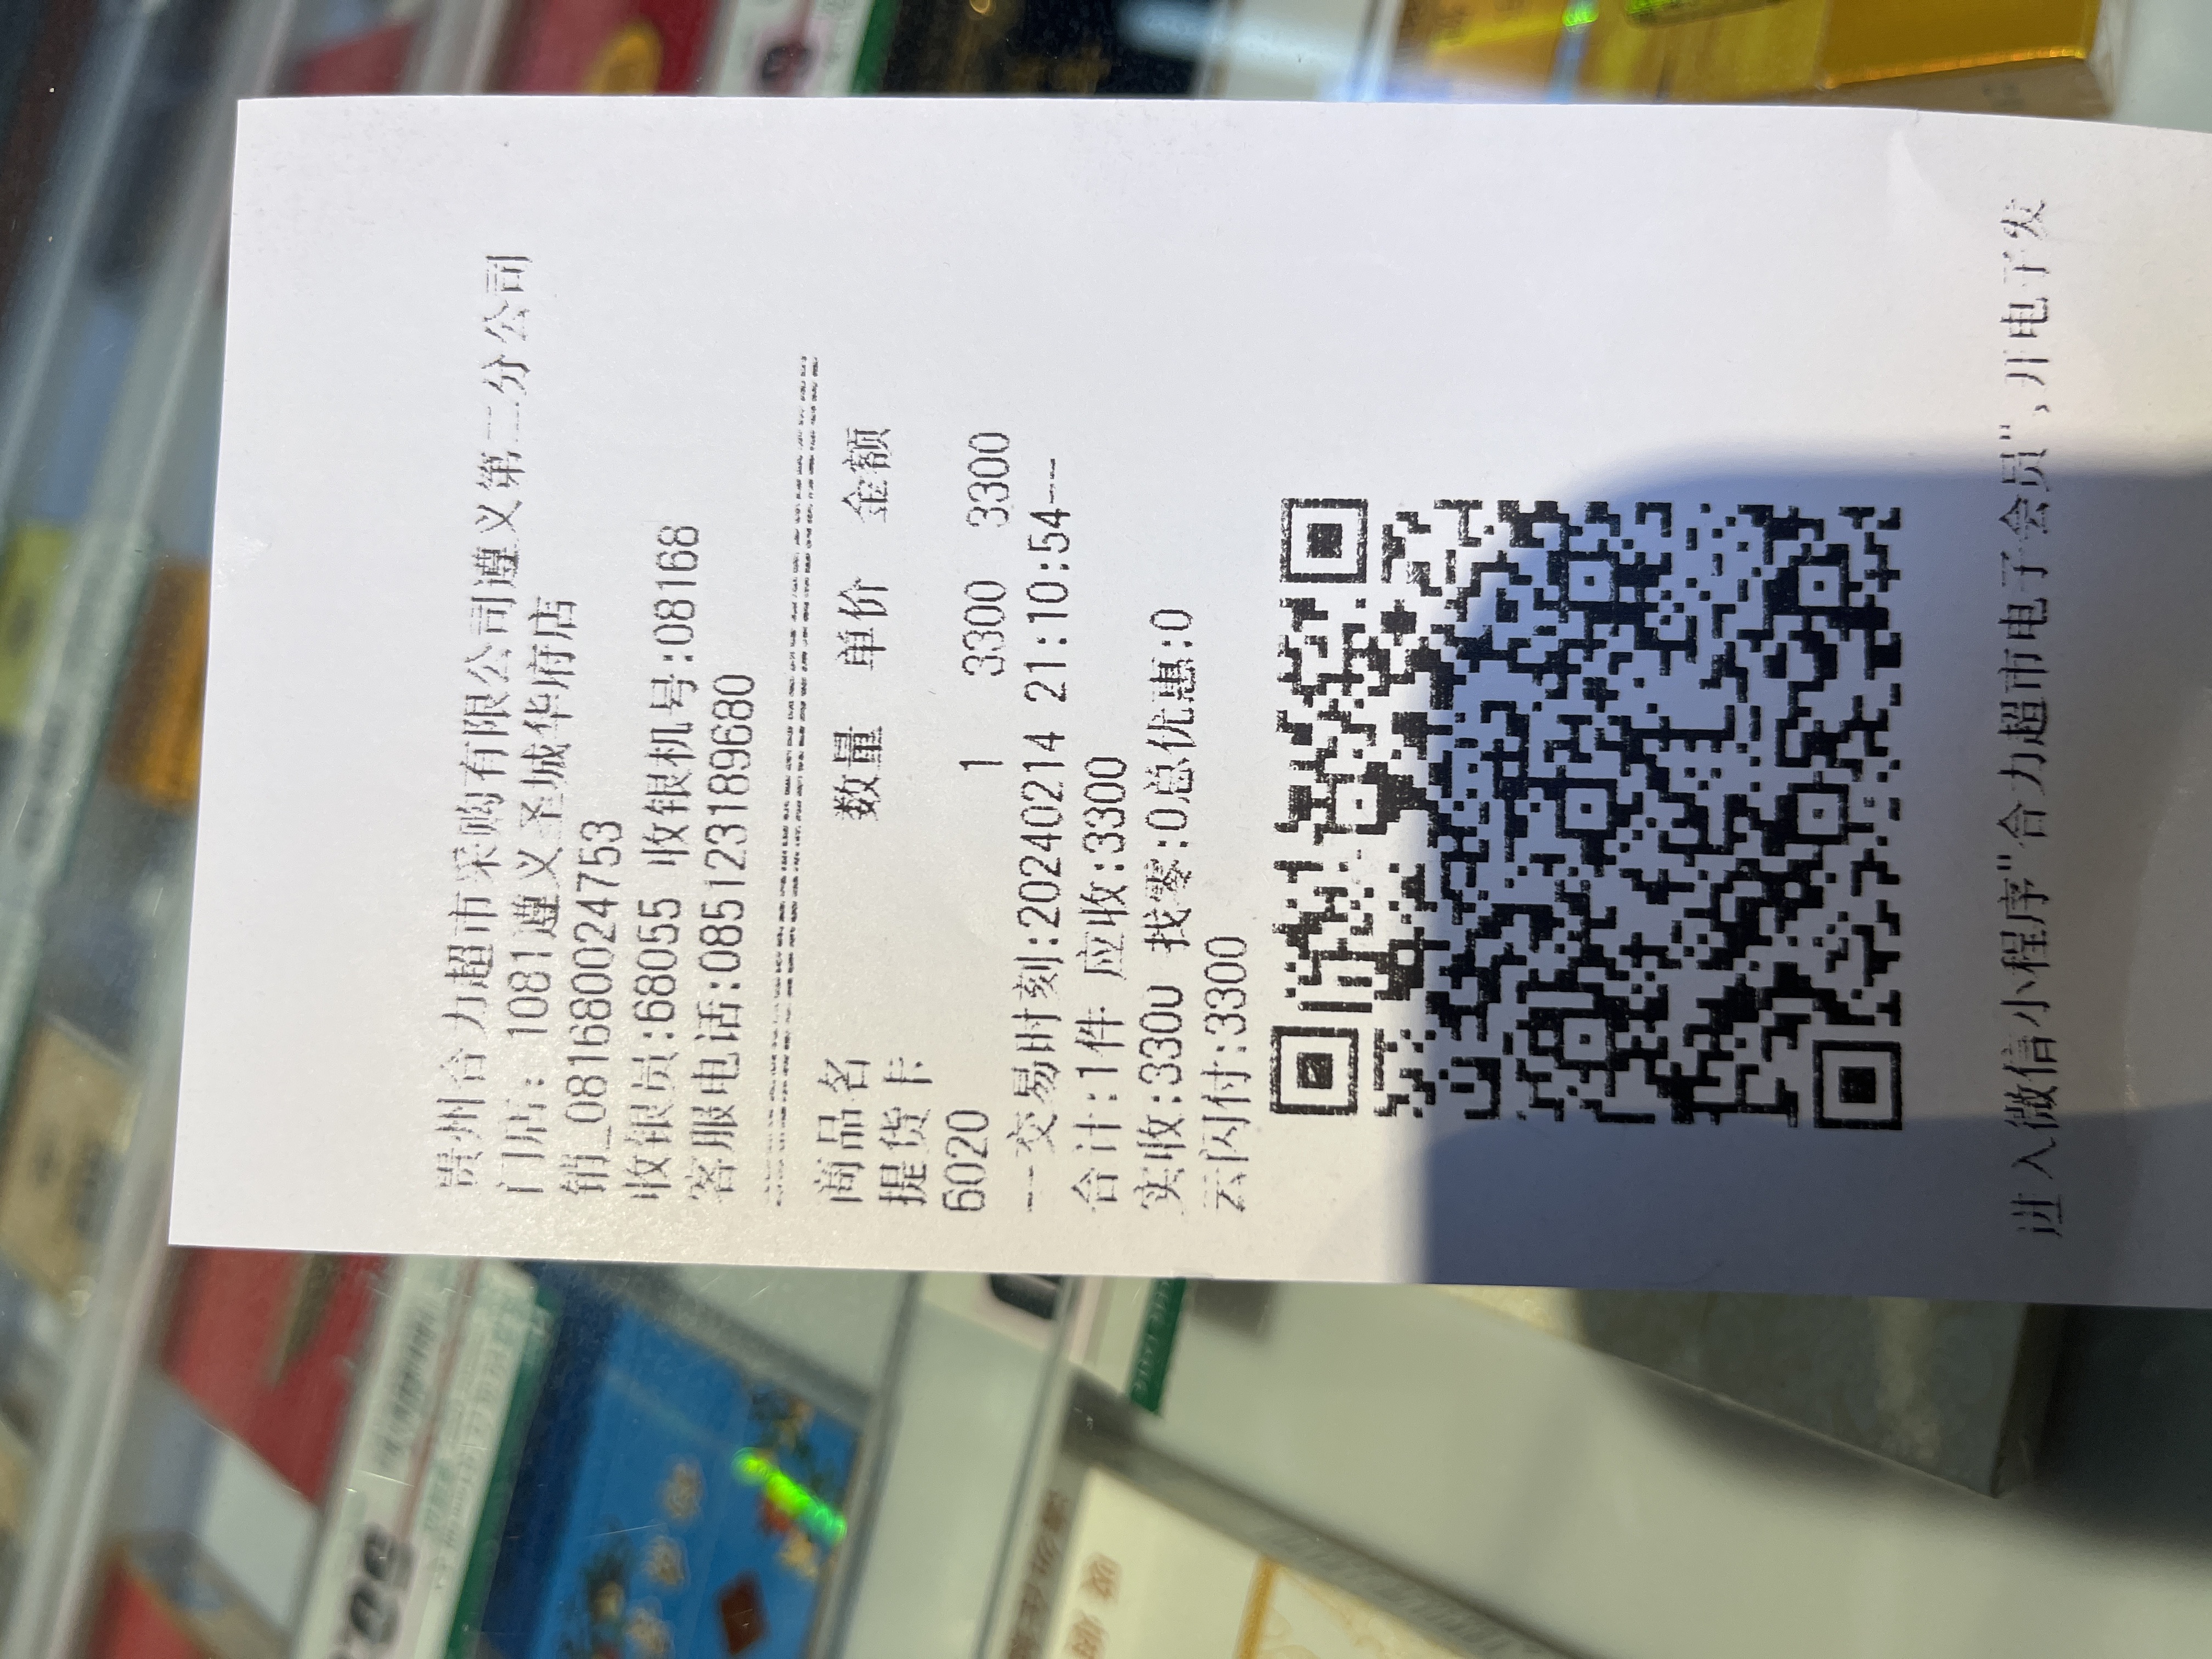 贵州合力超市采购有限公司遵义第二分公司
门店: 1081遵义圣城华府店
销_081680024753
收银员:68055 收银机号:08168
客服电话:085123189680
商品名 数量 单价 金额
提货卡
6020 1 3300 3300
--交易时刻:20240214 21:10:54--
合计:1件 应收:3300
实收:3300 找零:0总优惠:0
云闪付:3300
进入微信小程序"合力超市电子会员", 开电子发